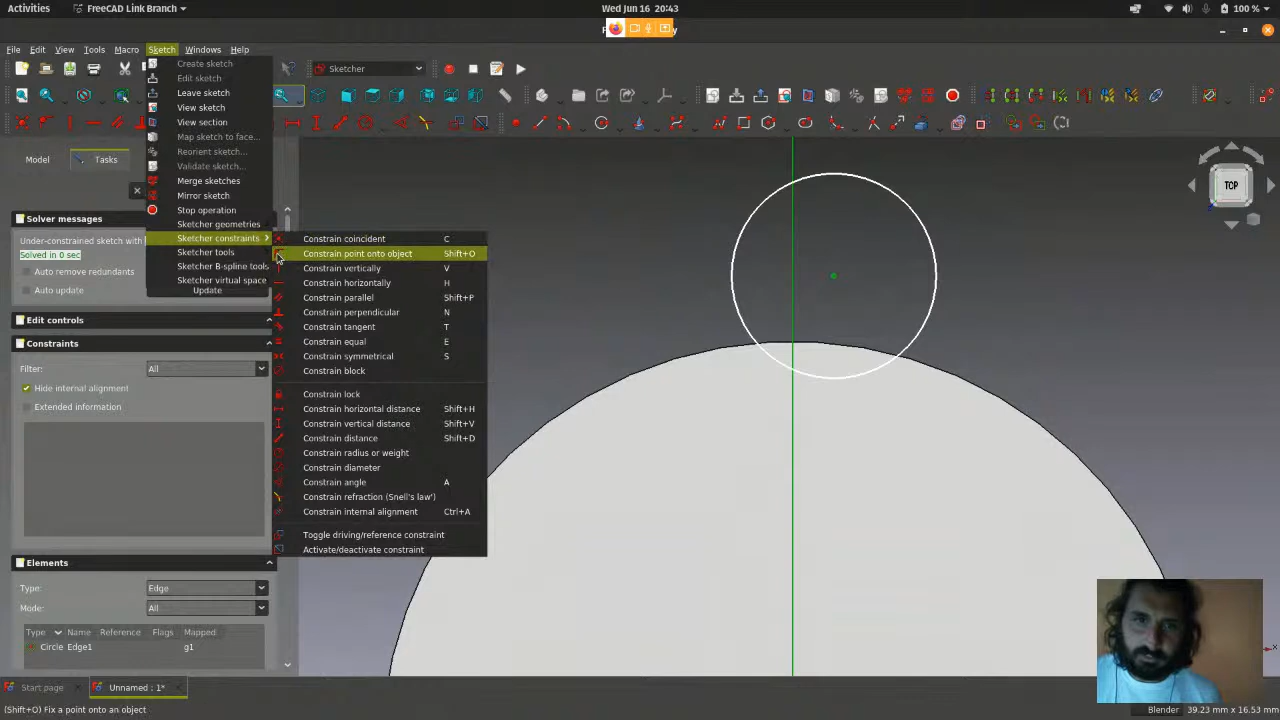 Activities
FreeCAD Link Branch
Wed Jun 16 20:43
100 %
File Edit View Tools Macro Sketch Windows Help
Create sketch
Edit sketch
Leave sketch
View sketch
View section
Map sketch to face...
Reorient sketch...
Validate sketch...
Merge sketches
Mirror sketch
Stop operation
Sketcher geometries
Sketcher constraints
Sketcher tools
Sketcher B-spline tools
Sketcher virtual space
Update
Sketcher
Model Tasks
Solver messages
Under-constrained sketch with
Solved in 0 sec
Auto remove redundants
Auto update
Edit controls
Constraints
Filter: All
Hide internal alignment
Extended information
Elements
Type: Edge
Mode: All
Type Name Reference Flags Mapped
Circle Edge1 g1
Constrain coincident C
Constrain point onto object Shift+O
Constrain vertically V
Constrain horizontally H
Constrain parallel Shift+P
Constrain perpendicular N
Constrain tangent T
Constrain equal E
Constrain symmetrical S
Constrain block
Constrain lock
Constrain horizontal distance Shift+H
Constrain vertical distance Shift+V
Constrain distance Shift+D
Constrain radius or weight
Constrain diameter
Constrain angle A
Constrain refraction (Snell's law')
Constrain internal alignment Ctrl+A
Toggle driving/reference constraint
Activate/deactivate constraint
TOP
Start page
Unnamed : 1*
(Shift+O) Fix a point onto an object
Blender
39.23 mm x 16.53 mm